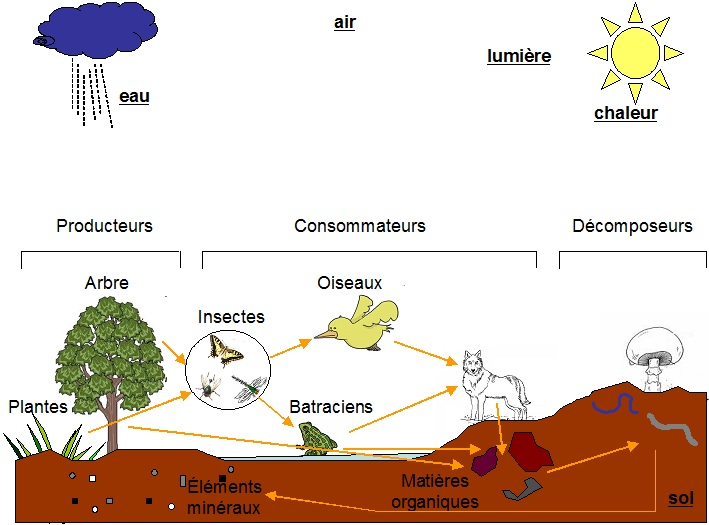 air
lumière
eau
chaleur
Producteurs
Consommateurs
Décomposeurs
Arbre
Oiseaux
Insectes
Plantes
Batraciens
Éléments
minéraux
Matières
organiques
sol